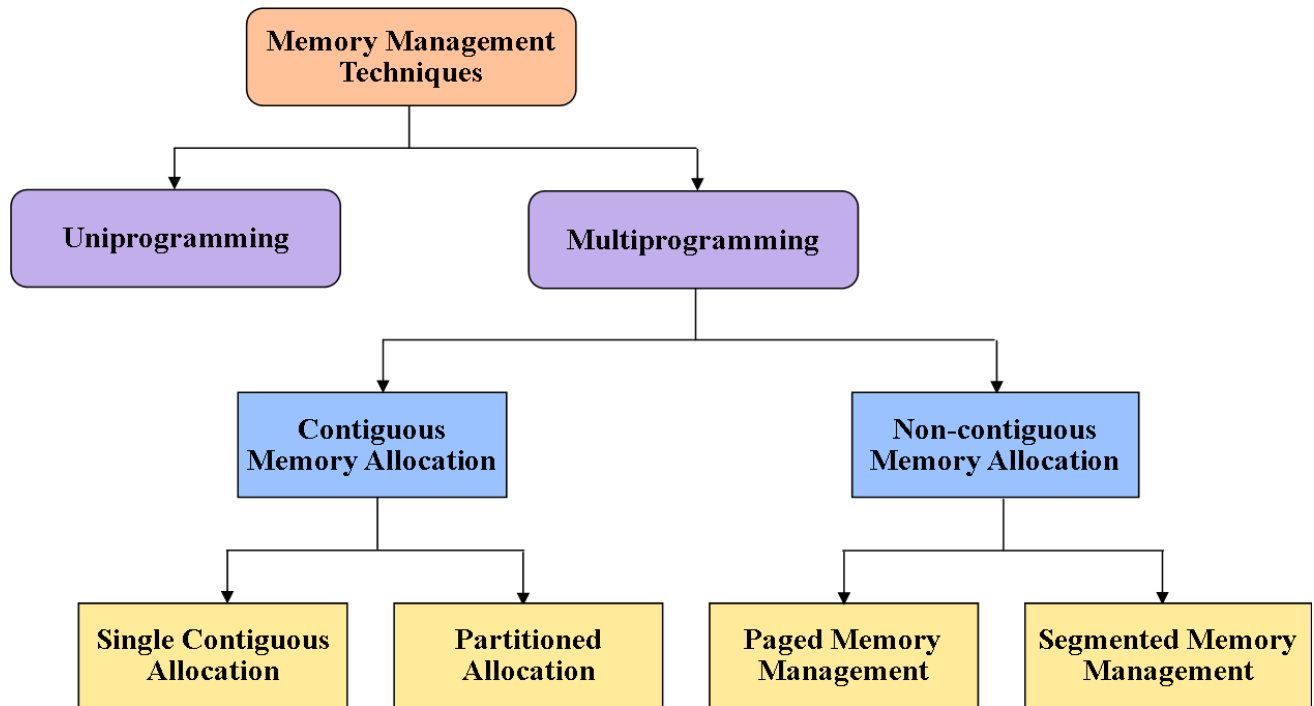 Memory Management
Techniques
Uniprogramming
Multiprogramming
Contiguous
Memory Allocation
Non-contiguous
Memory Allocation
Single Contiguous
Allocation
Partitioned
Allocation
Paged Memory
Management
Segmented Memory
Management